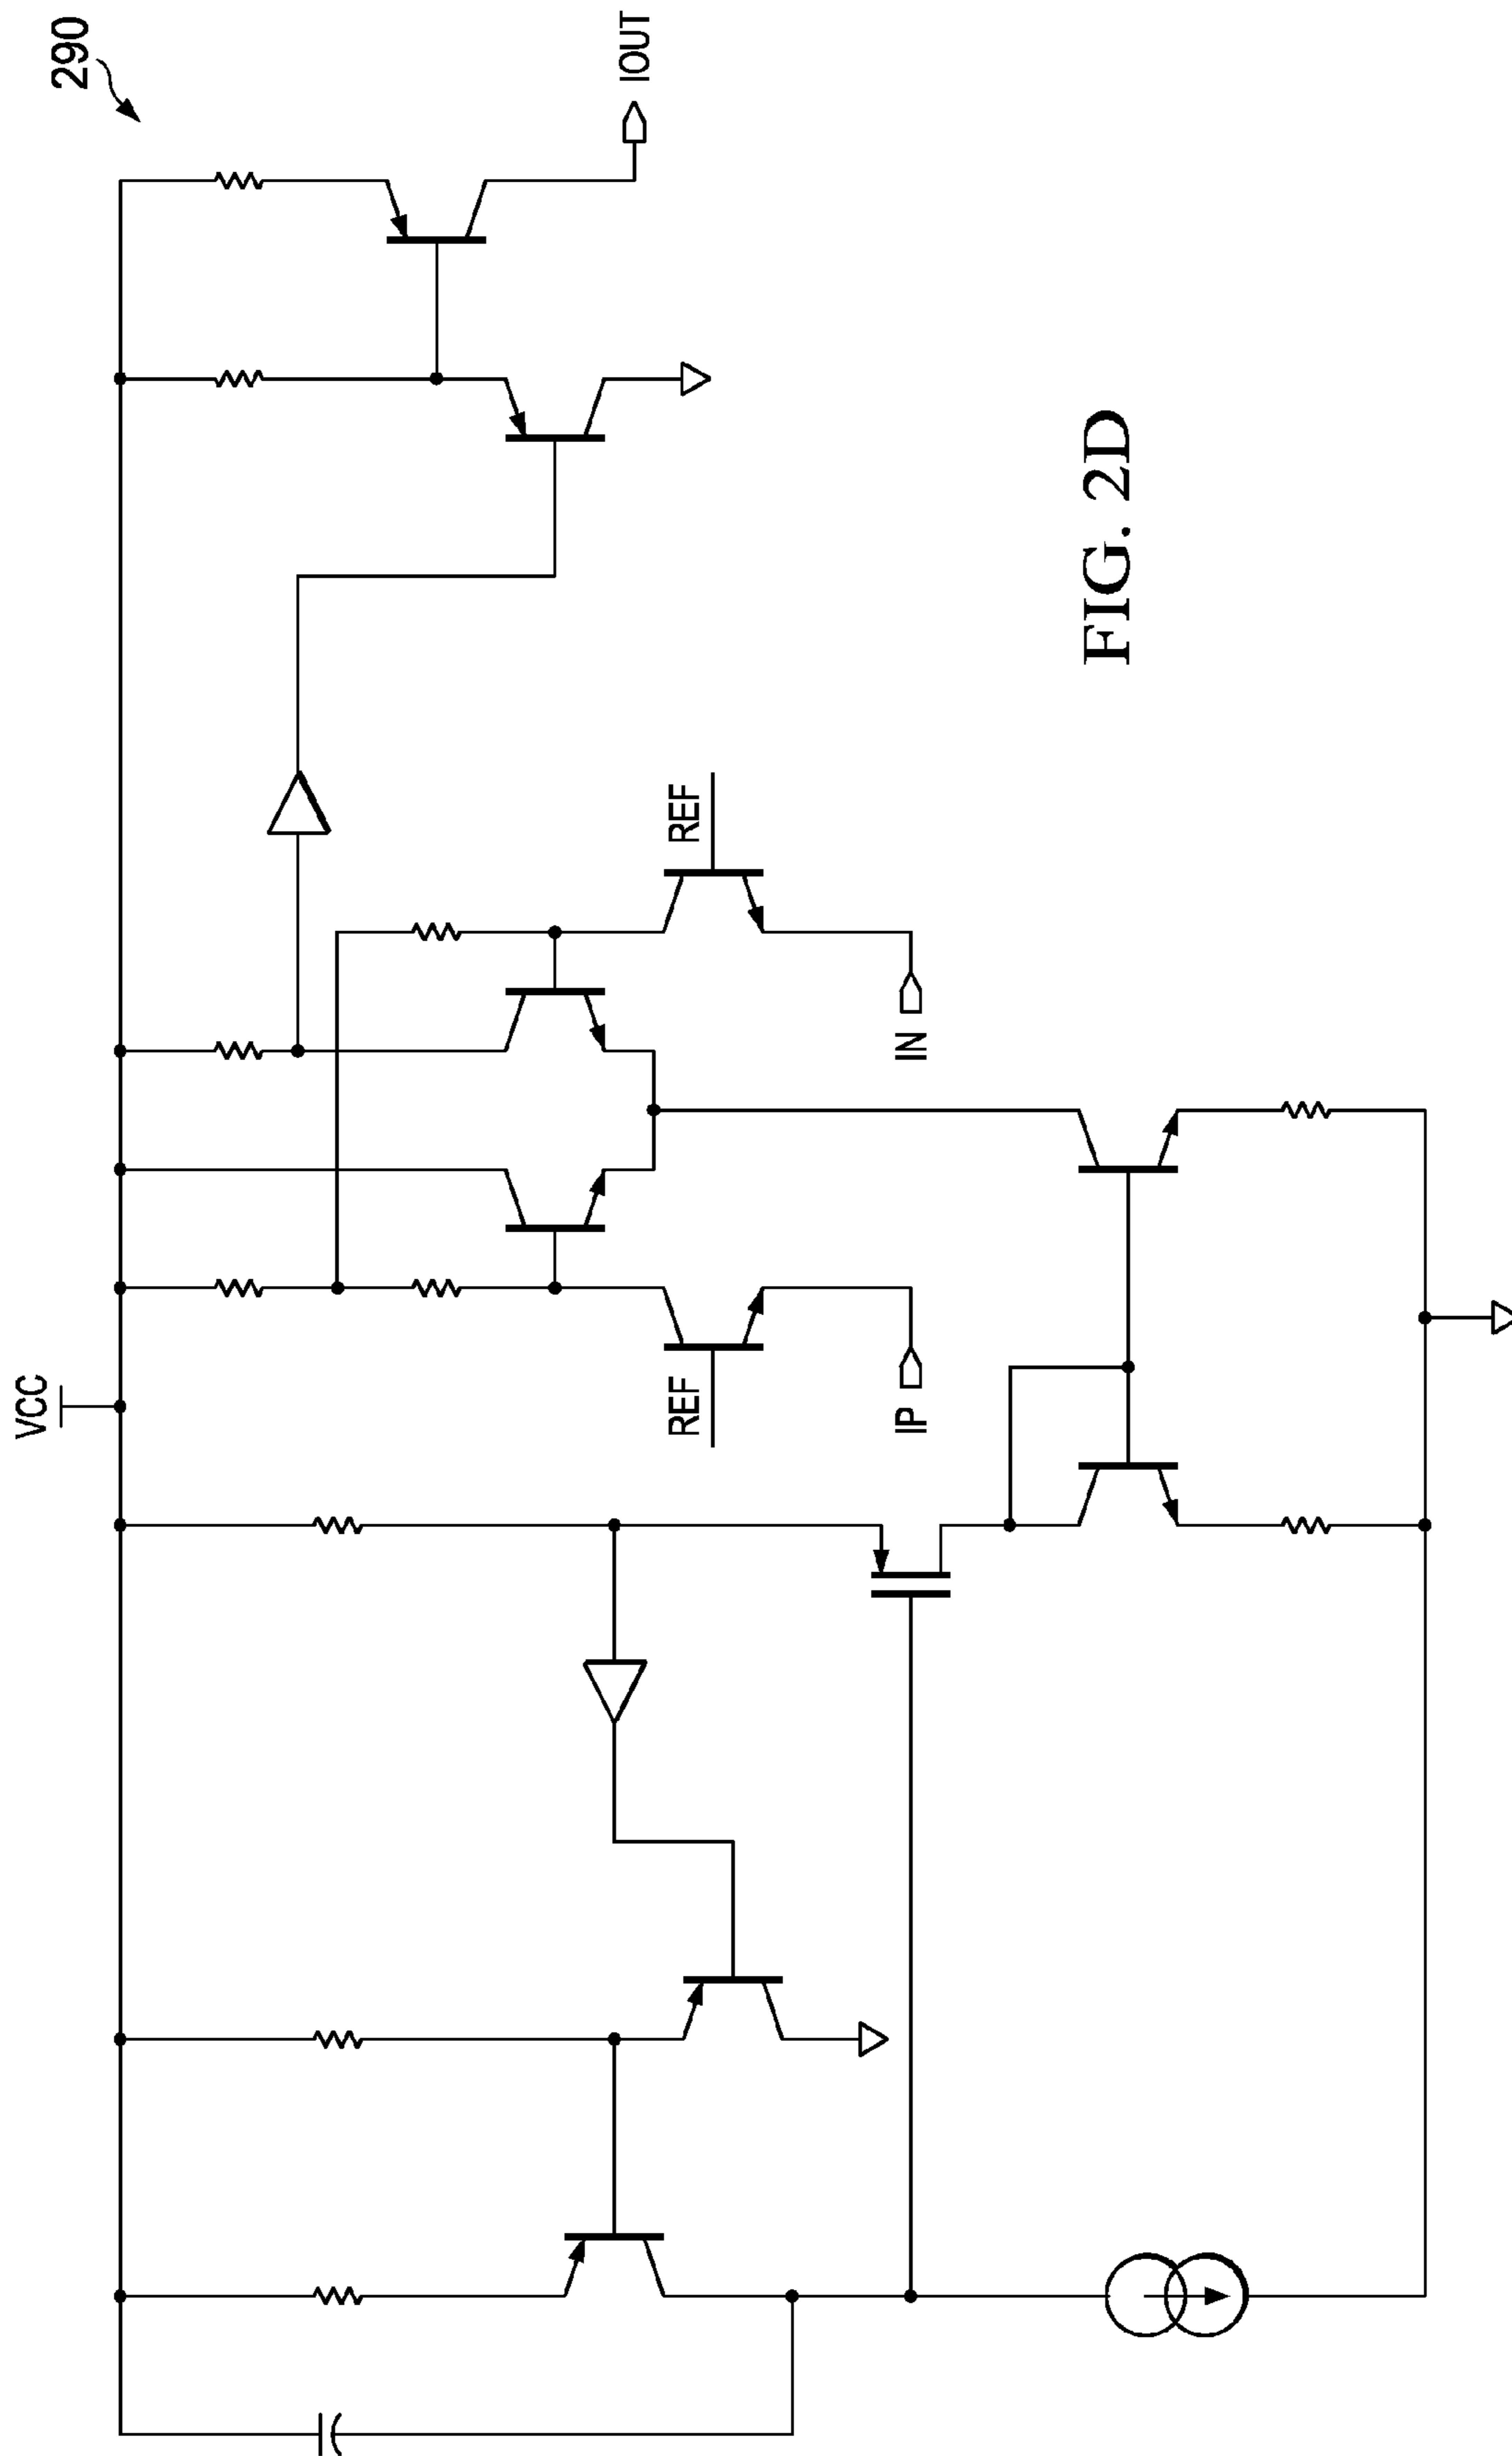 290
VCC
IOUT
REF
REF
IP
IN
FIG. 2D